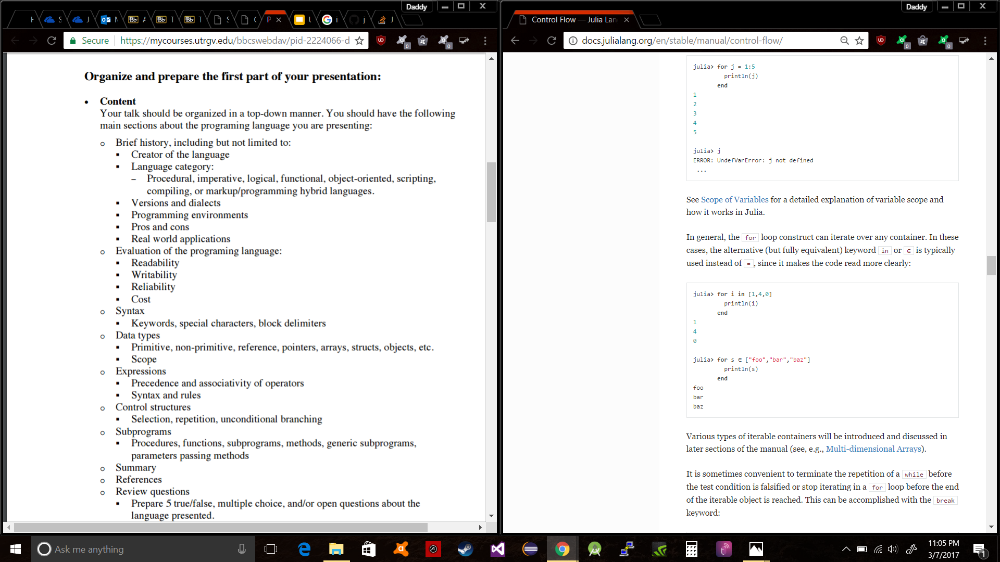 Daddy
Secure
https://mycourses.utrgv.edu/bbcswebdav/pid-2224066-d
Organize and prepare the first part of your presentation:
• Content
Your talk should be organized in a top-down manner. You should have the following
main sections about the programing language you are presenting:
o Brief history, including but not limited to:
▪ Creator of the language
▪ Language category:
– Procedural, imperative, logical, functional, object-oriented, scripting,
compiling, or markup/programming hybrid languages.
▪ Versions and dialects
▪ Programming environments
▪ Pros and cons
▪ Real world applications
o Evaluation of the programing language:
▪ Readability
▪ Writability
▪ Reliability
▪ Cost
o Syntax
▪ Keywords, special characters, block delimiters
o Data types
▪ Primitive, non-primitive, reference, pointers, arrays, structs, objects, etc.
▪ Scope
o Expressions
▪ Precedence and associativity of operators
▪ Syntax and rules
o Control structures
▪ Selection, repetition, unconditional branching
o Subprograms
▪ Procedures, functions, subprograms, methods, generic subprograms,
parameters passing methods
o Summary
o References
o Review questions
▪ Prepare 5 true/false, multiple choice, and/or open questions about the
language presented.
Daddy
Control Flow — Julia Lan
docs.julialang.org/en/stable/manual/control-flow/
julia> for j = 1:5
println(j)
end
1
2
3
4
5
julia> j
ERROR: UndefVarError: j not defined
...
See Scope of Variables for a detailed explanation of variable scope and
how it works in Julia.
In general, the for loop construct can iterate over any container. In these
cases, the alternative (but fully equivalent) keyword in or ∈ is typically
used instead of =, since it makes the code read more clearly:
julia> for i in [1,4,0]
println(i)
end
1
4
0
julia> for s ∈ ["foo","bar","baz"]
println(s)
end
foo
bar
baz
Various types of iterable containers will be introduced and discussed in
later sections of the manual (see, e.g., Multi-dimensional Arrays).
It is sometimes convenient to terminate the repetition of a while before
the test condition is falsified or stop iterating in a for loop before the end
of the iterable object is reached. This can be accomplished with the break
keyword:
Ask me anything
11:05 PM
3/7/2017
1